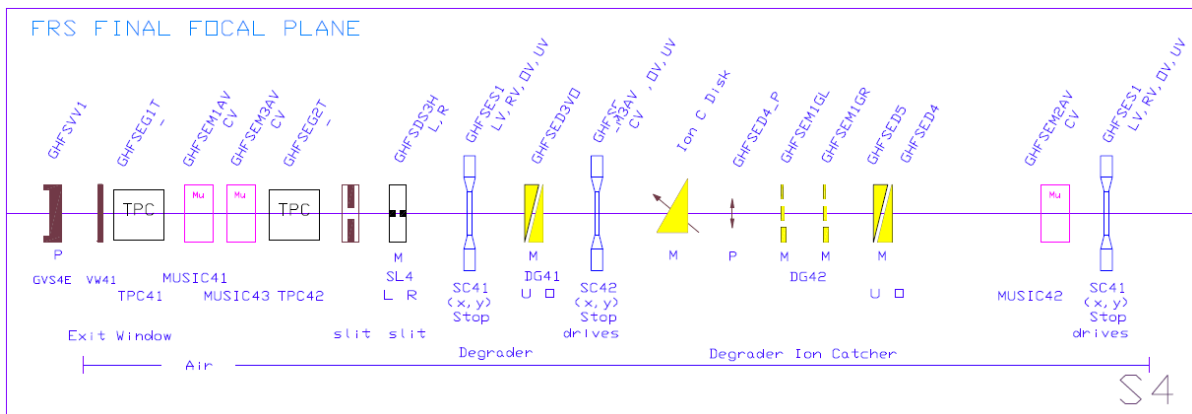 FRS FINAL FOCAL PLANE
GHFSVV1
GHFSEG1T_
GHFSEM1AV
CV
GHFSEM3AV
CV
GHFSEG2T_
GHFSDS3H
L, R
GHFSES1
LV, RV, OV, UV
GHFSED3VO
_M3AV , OV, UV
CV
Ion C Disk
GHFSED4_P
GHFSEM1GL
GHFSEM1GR
GHFSED5
GHFSED4
GHFSEM2AV
CV
GHFSES1
LV, RV, OV, UV
TPC Mu Mu TPC Mu
P M M M P M M M
GVS4E VW41 MUSIC41 SL4 DG41 DG42
TPC41 MUSIC43 TPC42 L R U O U O MUSIC42
SC41
(x,y)
Stop
SC42
(x,y)
Stop
drives
SC41
(x,y)
Stop
drives
Exit Window slit slit
Degrader Degrader Ion Catcher
Air
S4